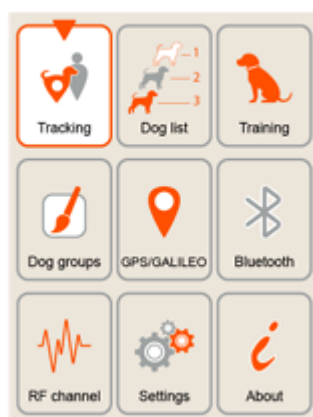 1
2
3
Tracking
Dog list
Training
Dog groups
GPS/GALILEO
Bluetooth
RF channel
Settings
About